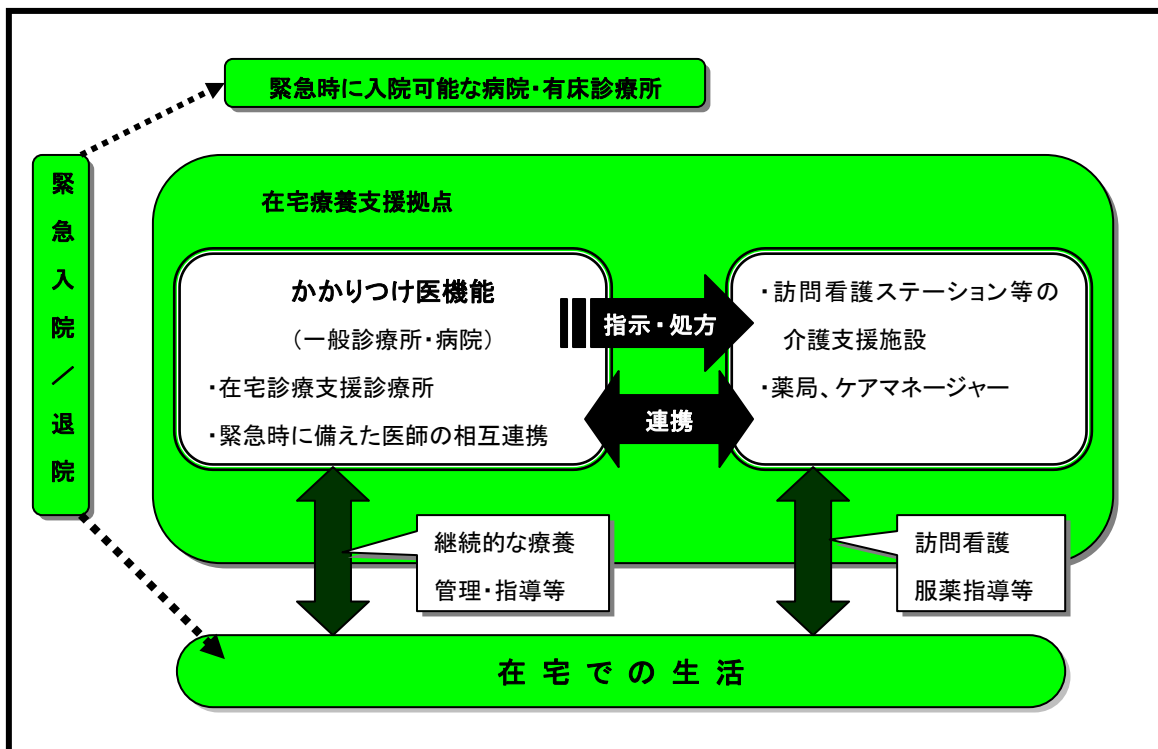 緊急時に入院可能な病院・有床診療所
緊急入院／退院
在宅療養支援拠点
かかりつけ医機能
（一般診療所・病院）
・在宅診療支援診療所
・緊急時に備えた医師の相互連携
指示・処方
連携
・訪問看護ステーション等の
介護支援施設
・薬局、ケアマネージャー
継続的な療養
管理・指導等
訪問看護
服薬指導等
在宅での生活